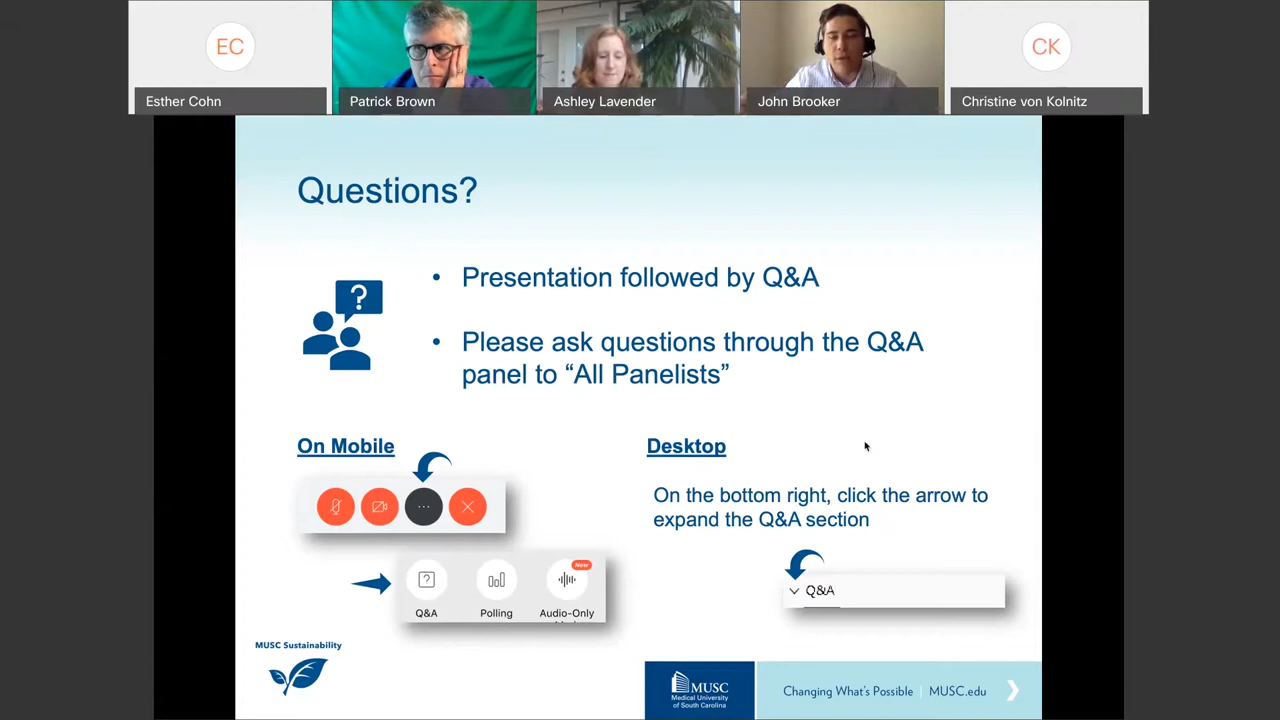 EC
CK
Esther Cohn
Patrick Brown
Ashley Lavender
John Brooker
Christine von Kolnitz
Questions?
?
• Presentation followed by Q&A
• Please ask questions through the Q&A
panel to “All Panelists”
On Mobile
Desktop
On the bottom right, click the arrow to
expand the Q&A section
New
?
Q&A
Polling
Audio-Only
Q&A
MUSC Sustainability
MUSC
Medical University
of South Carolina
Changing What's Possible | MUSC.edu